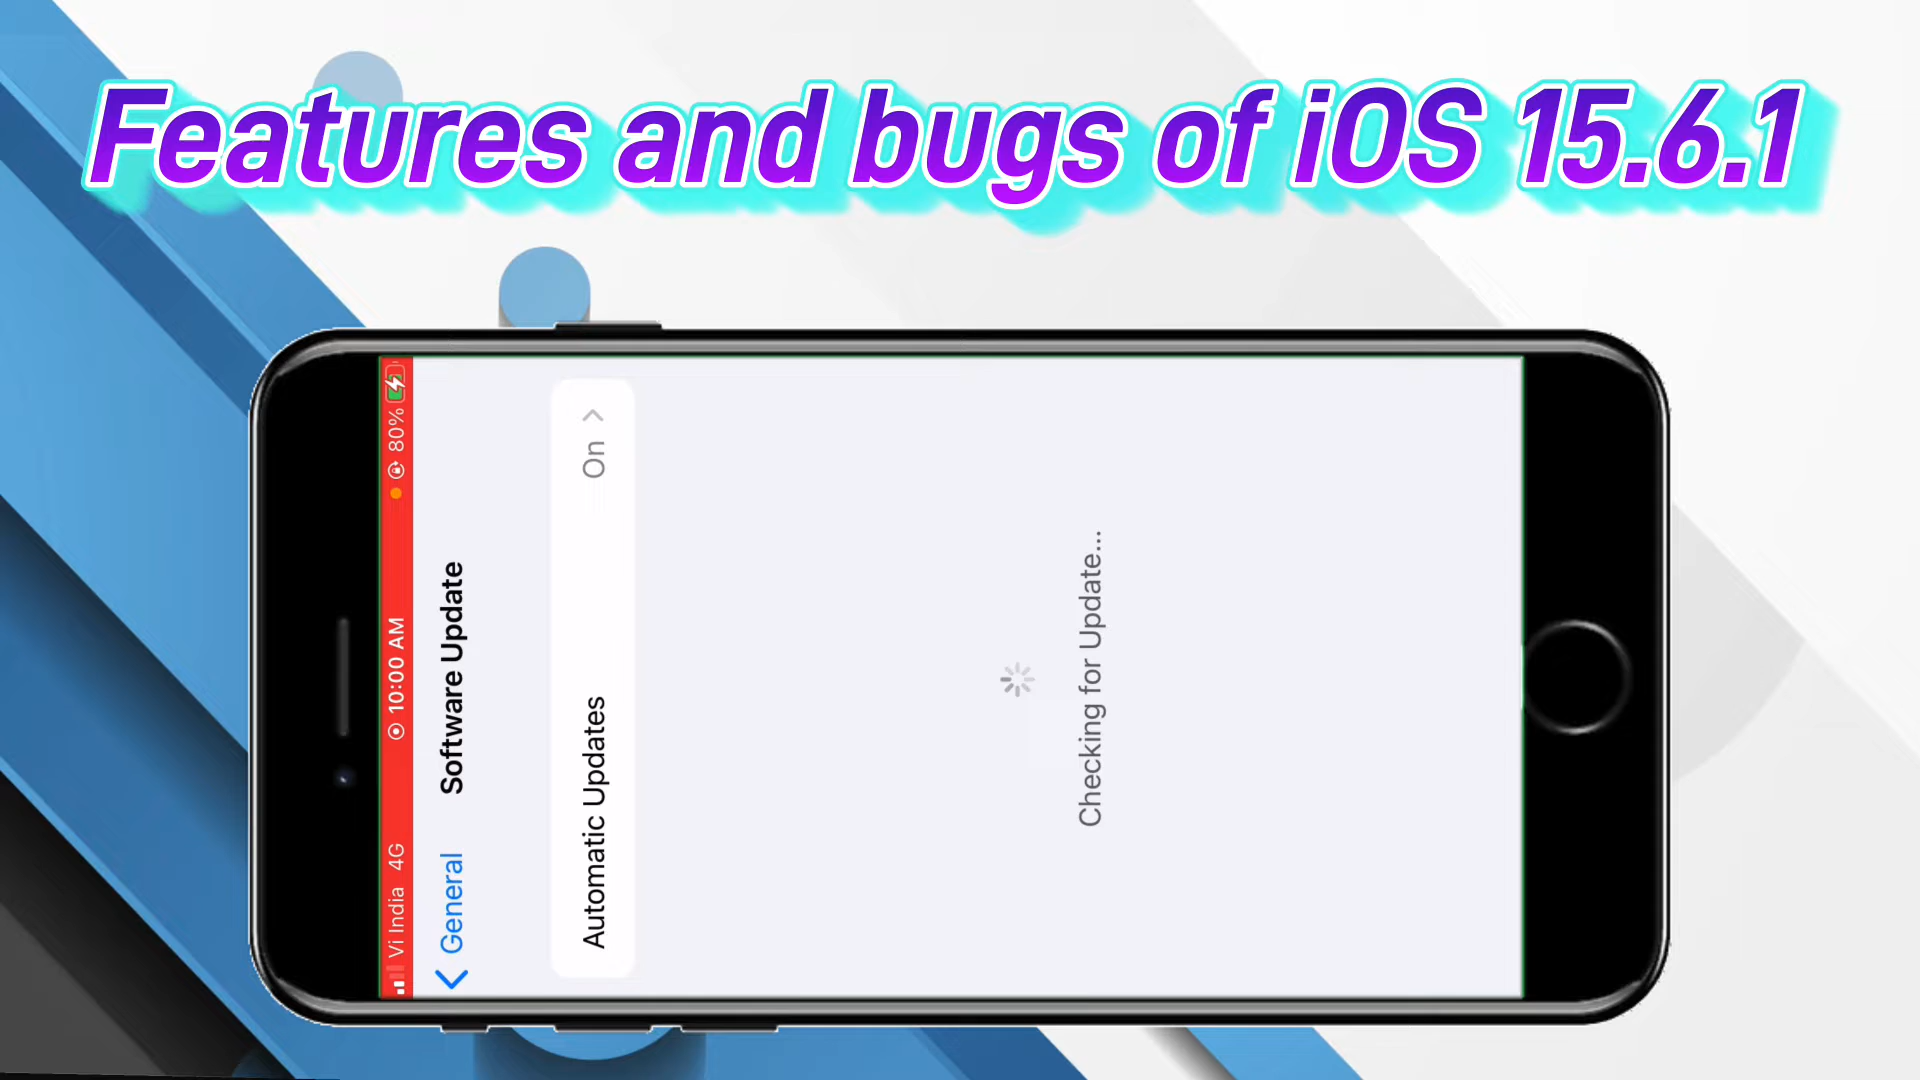 Features and bugs of iOS 15.6.1
Vi India 4G 10:00 AM 80%
General Software Update
Automatic Updates On
Checking for Update...